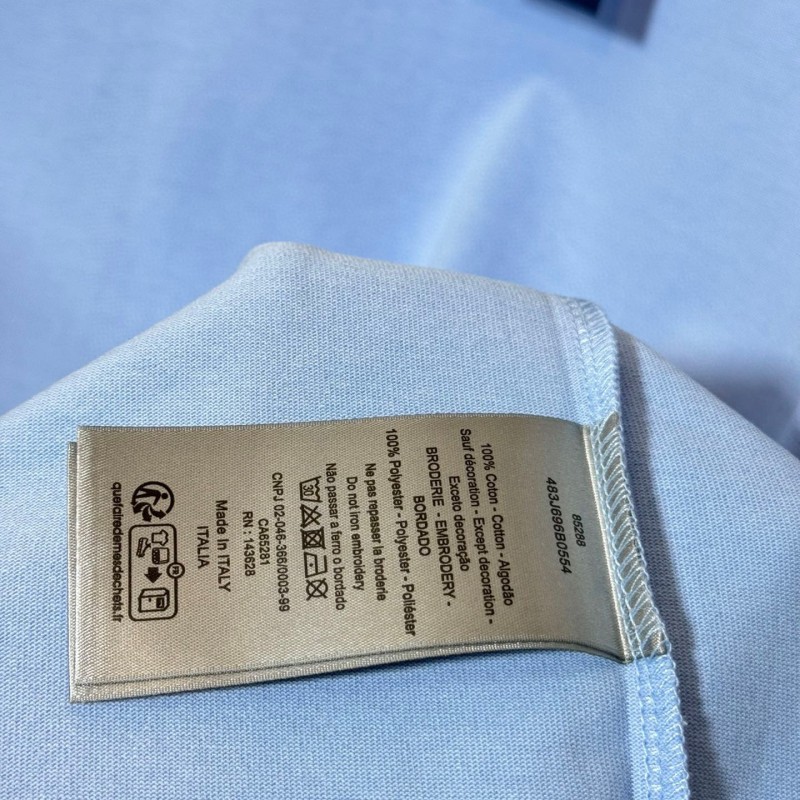 85288
483J696B0554
100% Coton - Cotton - Algodão
Sauf décoration - Except decoration -
Exceto decoração
BRODERIE - EMBRODERY -
BORDADO
100% Polyester - Polyester - Poliéster
Ne pas repasser la broderie
Do not iron embroidery
Não passar a ferro o bordado
30
CNPJ 02-046-366/0003-99
CA65281
RN : 143628
Made In ITALY
ITALIA
FR
quefairedemesdechets.fr